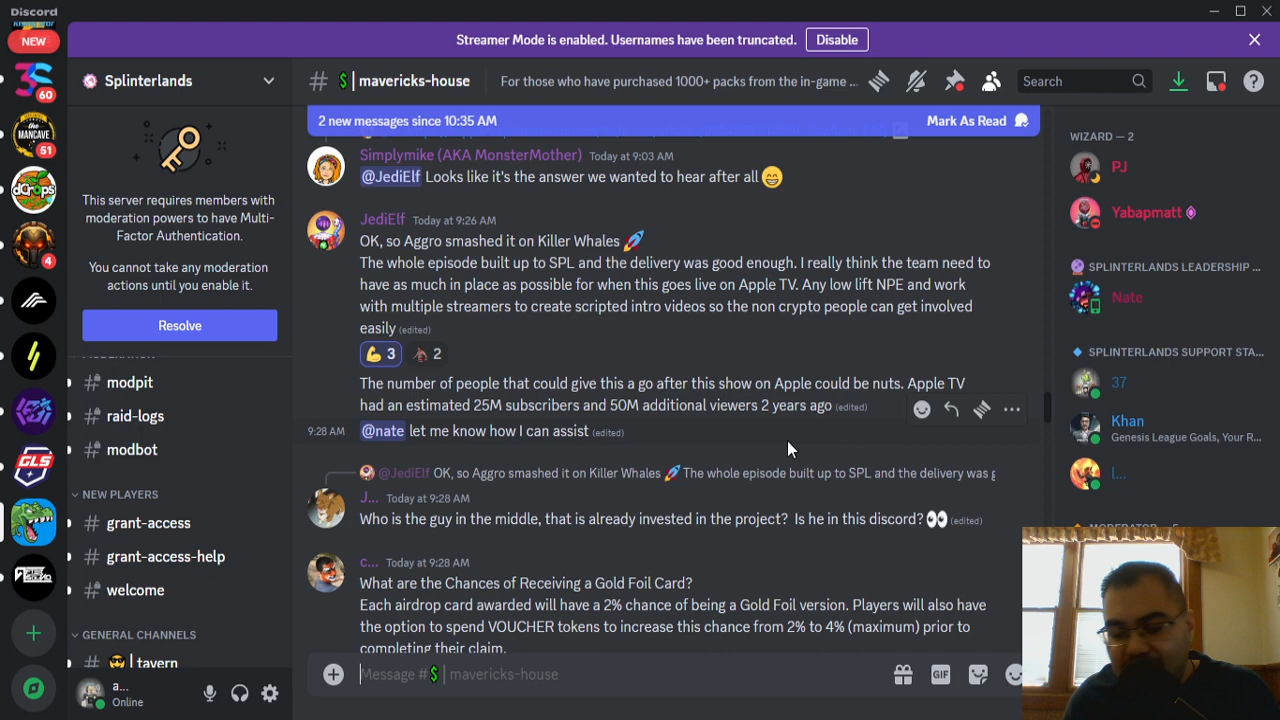 Discord
NEW
Streamer Mode is enabled. Usernames have been truncated.
Disable
60
51
4
GLS
Splinterlands
This server requires members with
moderation powers to have Multi-
Factor Authentication.
You cannot take any moderation
actions until you enable it.
Resolve
# modpit
# raid-logs
# modbot
NEW PLAYERS
# grant-access
# grant-access-help
# welcome
GENERAL CHANNELS
# 😎 | tavern
a...
Online
# 💲 | mavericks-house
For those who have purchased 1000+ packs from the in-game ...
Search
2 new messages since 10:35 AM
Mark As Read
Simplymike (AKA MonsterMother) Today at 9:03 AM
@JediElf Looks like it's the answer we wanted to hear after all 😁
JediElf Today at 9:26 AM
OK, so Aggro smashed it on Killer Whales 🚀
The whole episode built up to SPL and the delivery was good enough. I really think the team need to
have as much in place as possible for when this goes live on Apple TV. Any low lift NPE and work
with multiple streamers to create scripted intro videos so the non crypto people can get involved
easily (edited)
💪 3 2
The number of people that could give this a go after this show on Apple could be nuts. Apple TV
had an estimated 25M subscribers and 50M additional viewers 2 years ago (edited)
9:28 AM @nate let me know how I can assist (edited)
@JediElf OK, so Aggro smashed it on Killer Whales 🚀 The whole episode built up to SPL and the delivery was g
J... Today at 9:28 AM
Who is the guy in the middle, that is already invested in the project? Is he in this discord? 👀 (edited)
c... Today at 9:28 AM
What are the Chances of Receiving a Gold Foil Card?
Each airdrop card awarded will have a 2% chance of being a Gold Foil version. Players will also have
the option to spend VOUCHER tokens to increase this chance from 2% to 4% (maximum) prior to
completing their claim.
Message #💲 | mavericks-house
GIF
WIZARD — 2
PJ
Yabapmatt
SPLINTERLANDS LEADERSHIP ...
Nate
SPLINTERLANDS SUPPORT STA...
37
Khan
Genesis League Goals, Your R...
l...